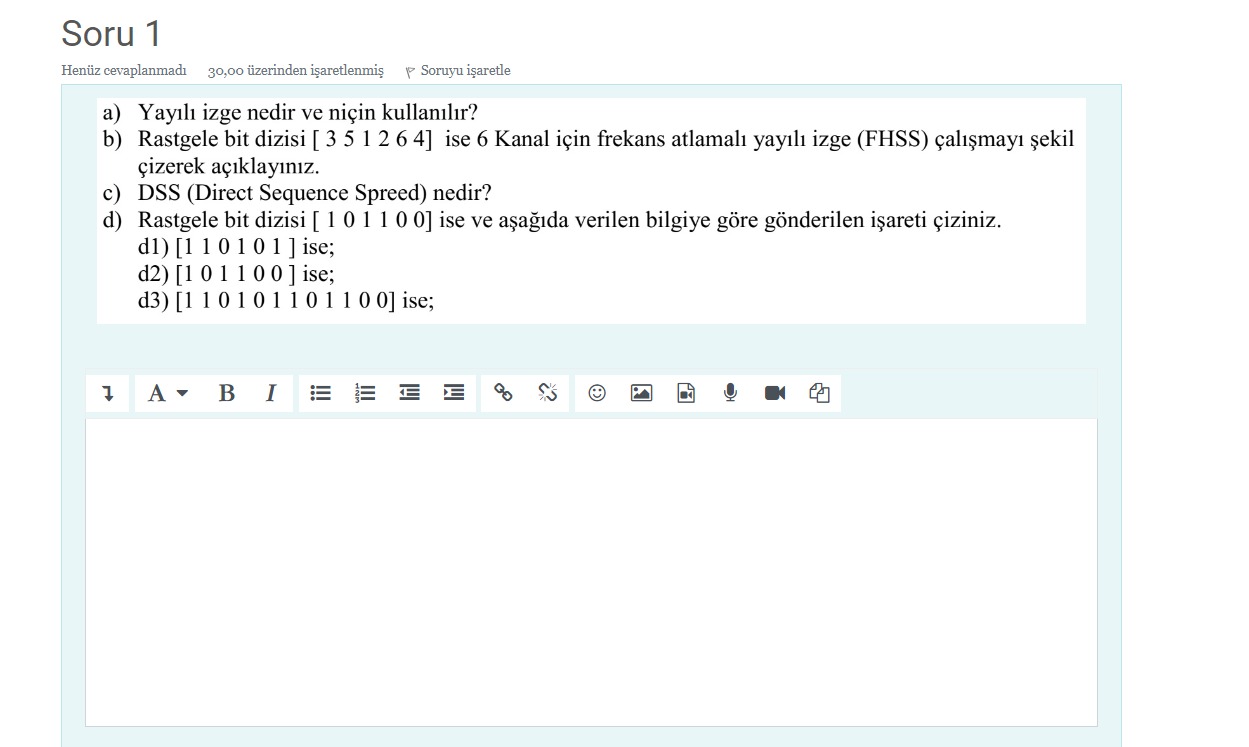 Soru 1
Henüz cevaplanmadı 30,00 üzerinden işaretlenmiş Soruyu işaretle
a) Yayılı izge nedir ve niçin kullanılır?
b) Rastgele bit dizisi [ 3 5 1 2 6 4] ise 6 Kanal için frekans atlamalı yayılı izge (FHSS) çalışmayı şekil
çizerek açıklayınız.
c) DSS (Direct Sequence Spreed) nedir?
d) Rastgele bit dizisi [ 1 0 1 1 0 0] ise ve aşağıda verilen bilgiye göre gönderilen işareti çiziniz.
d1) [1 1 0 1 0 1 ] ise;
d2) [1 0 1 1 0 0 ] ise;
d3) [1 1 0 1 0 1 1 0 1 1 0 0] ise;
A B I